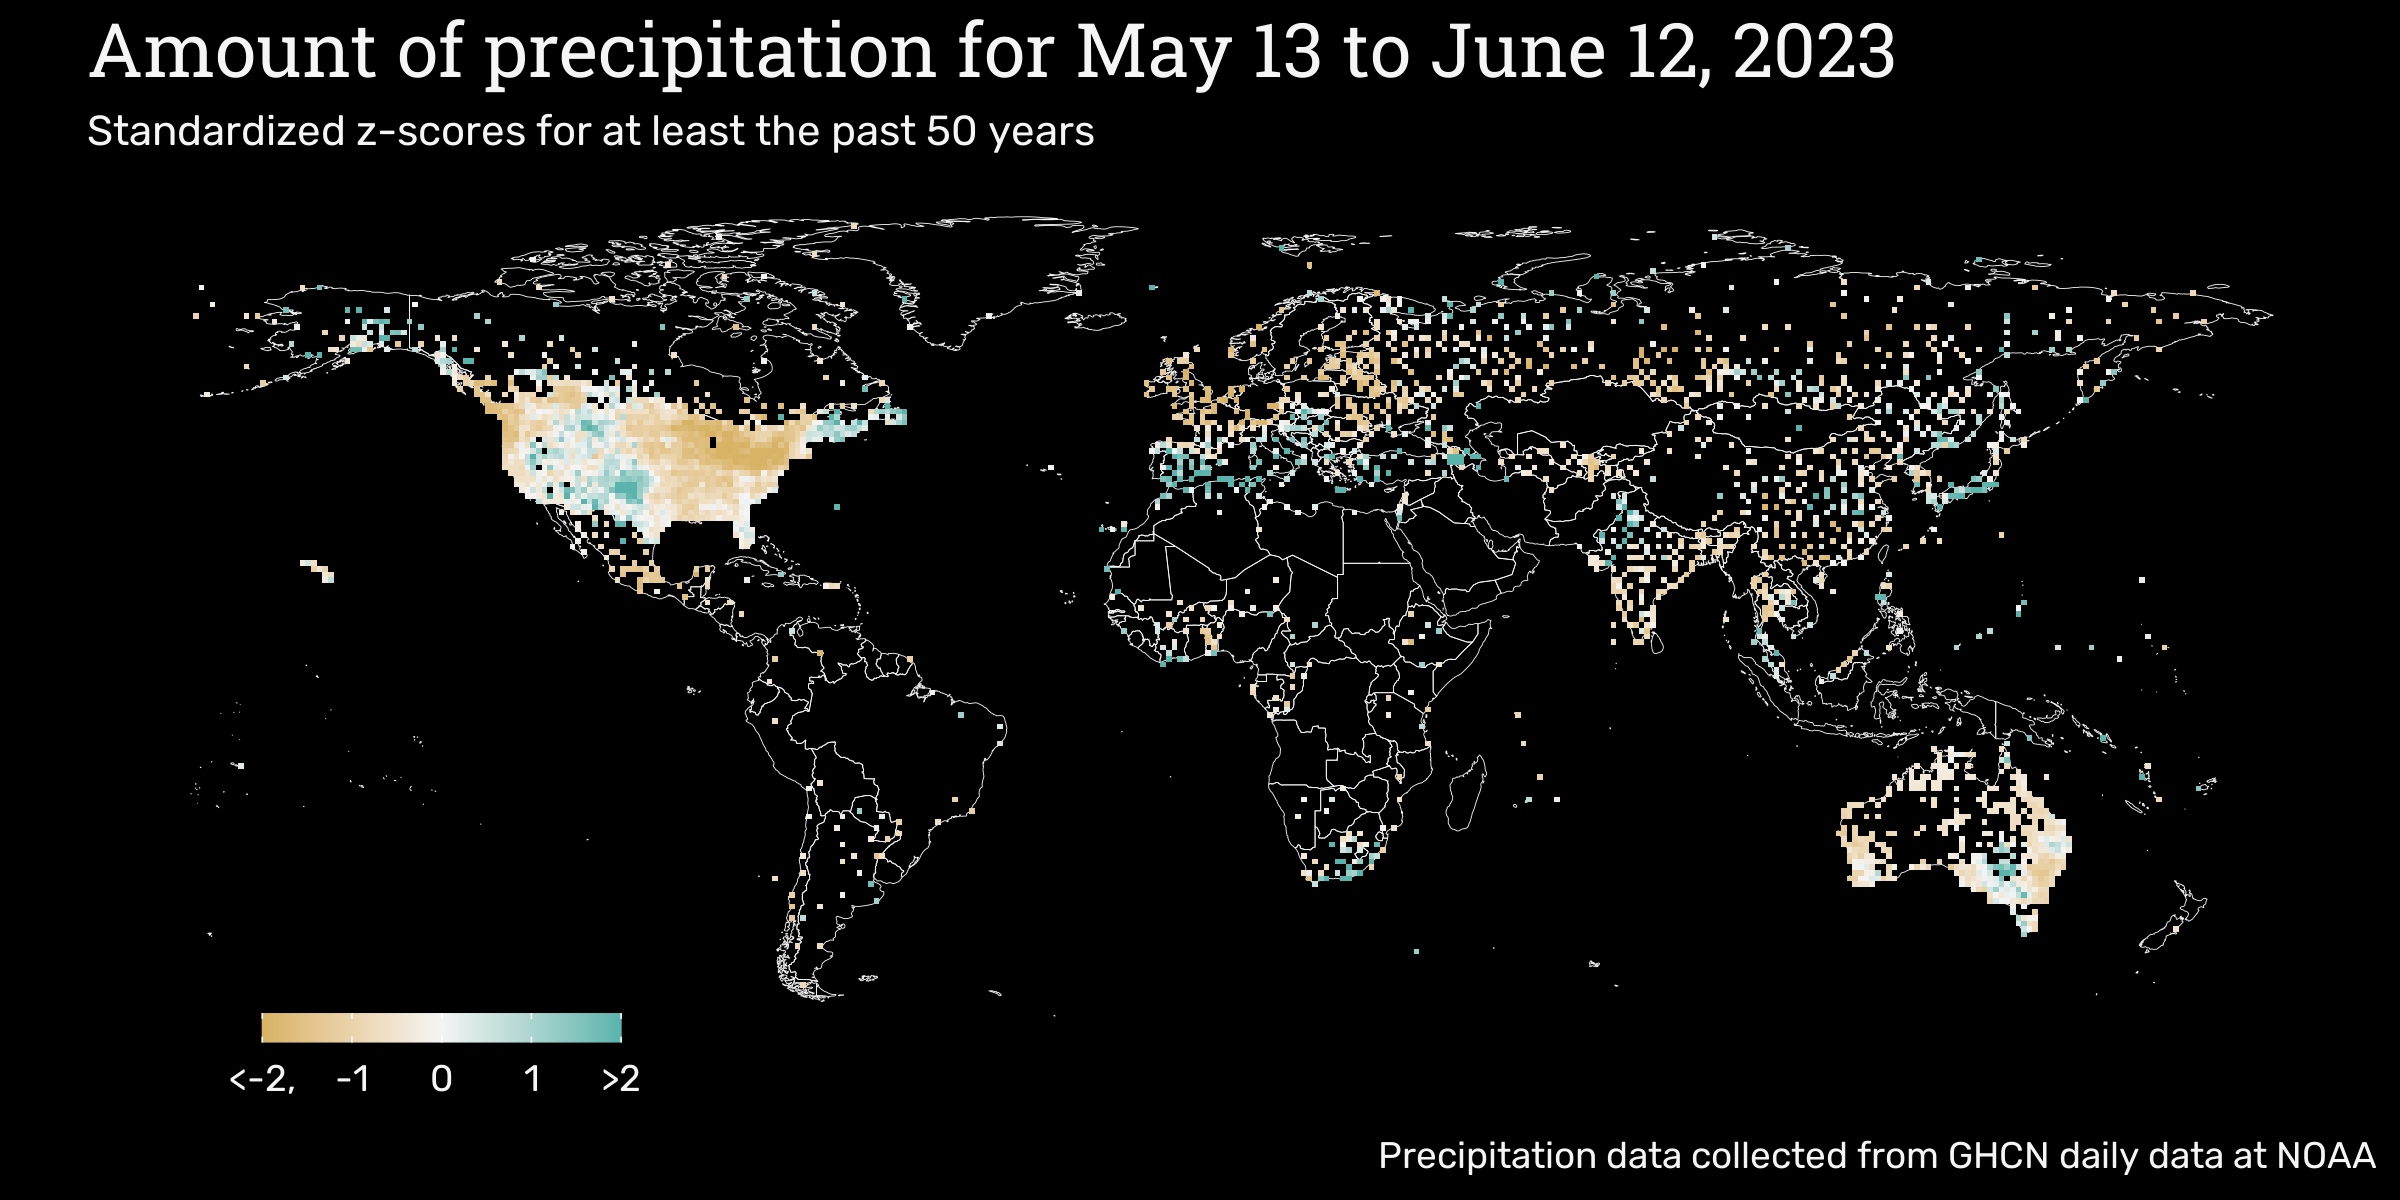 Amount of precipitation for May 13 to June 12, 2023
Standardized z-scores for at least the past 50 years
<-2, -1 0 1 >2
Precipitation data collected from GHCN daily data at NOAA